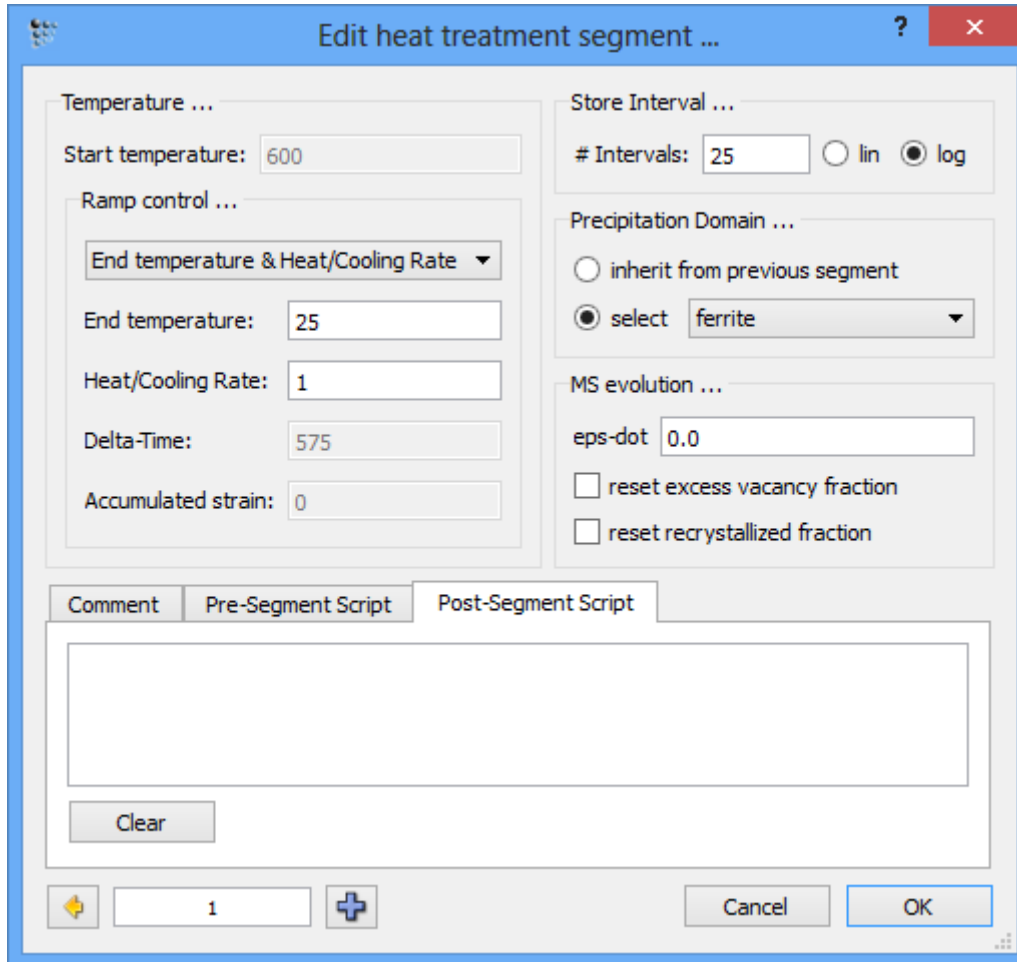 Edit heat treatment segment ...
?
Temperature ...
Start temperature: 600
Ramp control ...
End temperature & Heat/Cooling Rate
End temperature: 25
Heat/Cooling Rate: 1
Delta-Time: 575
Accumulated strain: 0
Store Interval ...
# Intervals: 25 lin log
Precipitation Domain ...
inherit from previous segment
select ferrite
MS evolution ...
eps-dot 0.0
reset excess vacancy fraction
reset recrystallized fraction
Comment Pre-Segment Script Post-Segment Script
Clear
1 Cancel OK